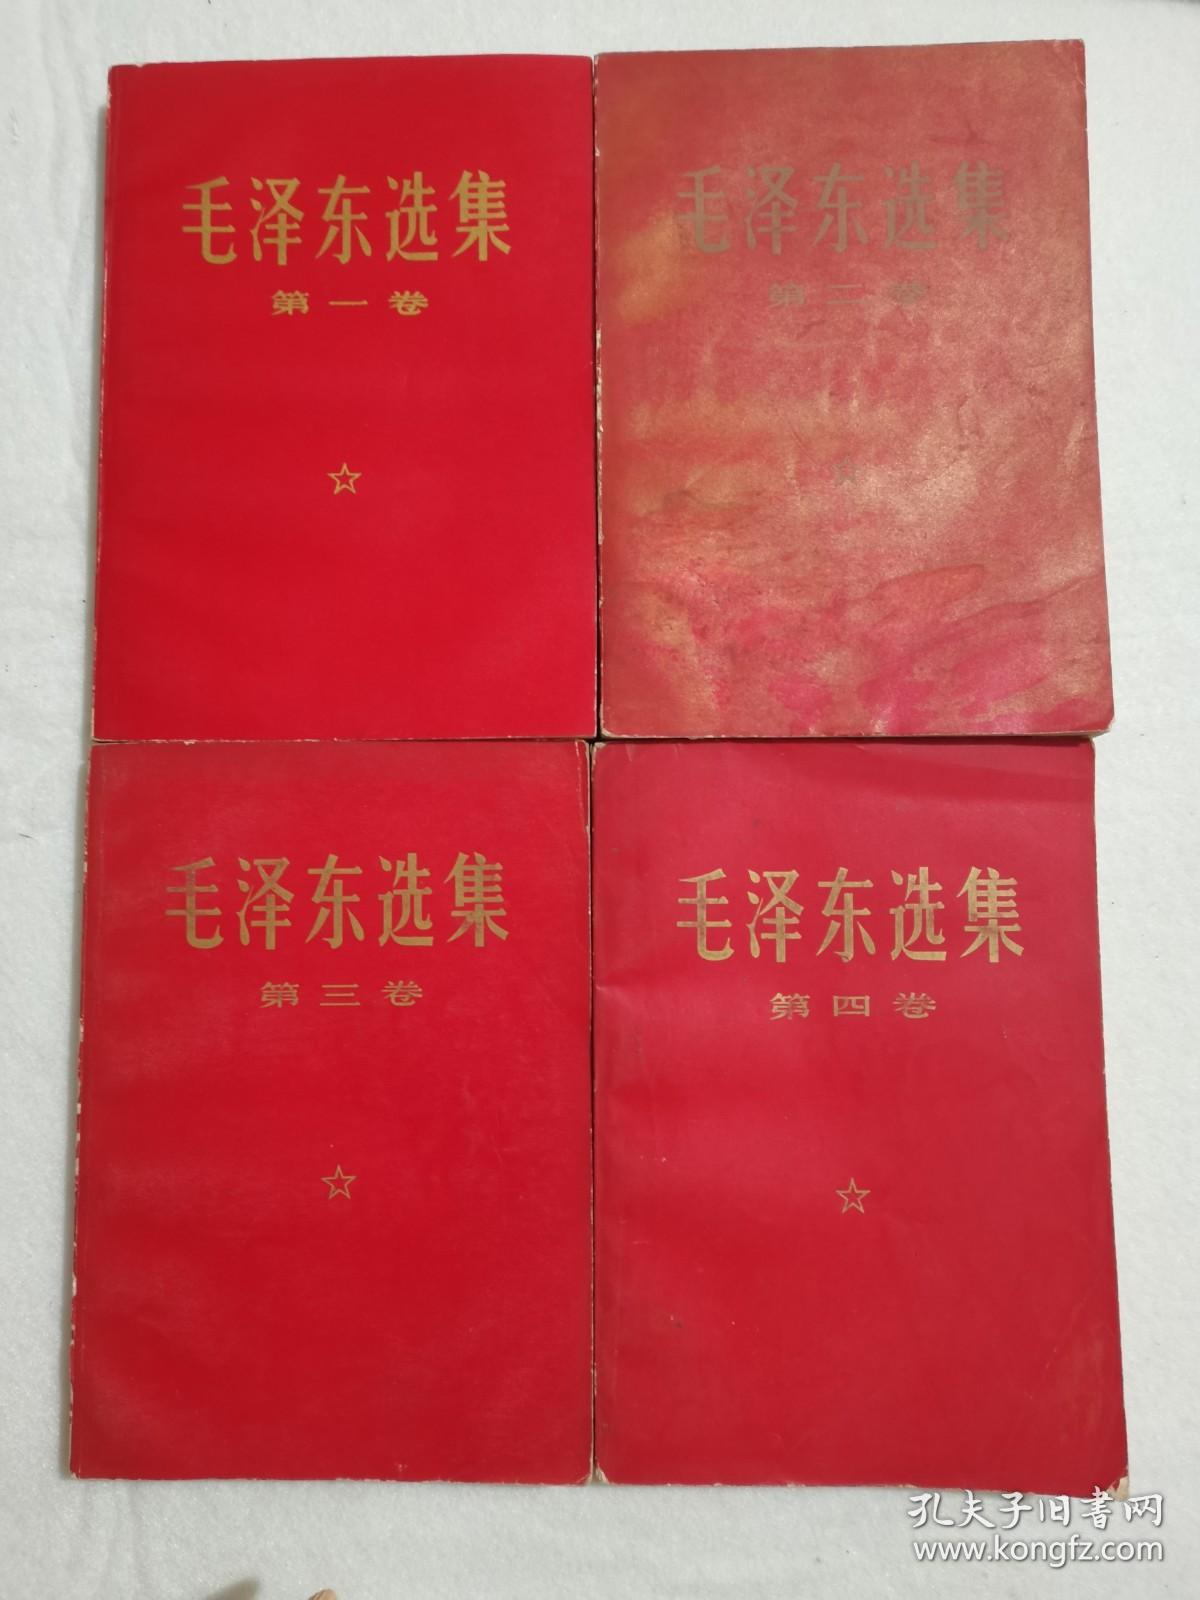 毛泽东选集
第一卷
毛泽东选集
第二卷
毛泽东选集
第三卷
毛泽东选集
第四卷
孔夫子旧书网
www.kongfz.com